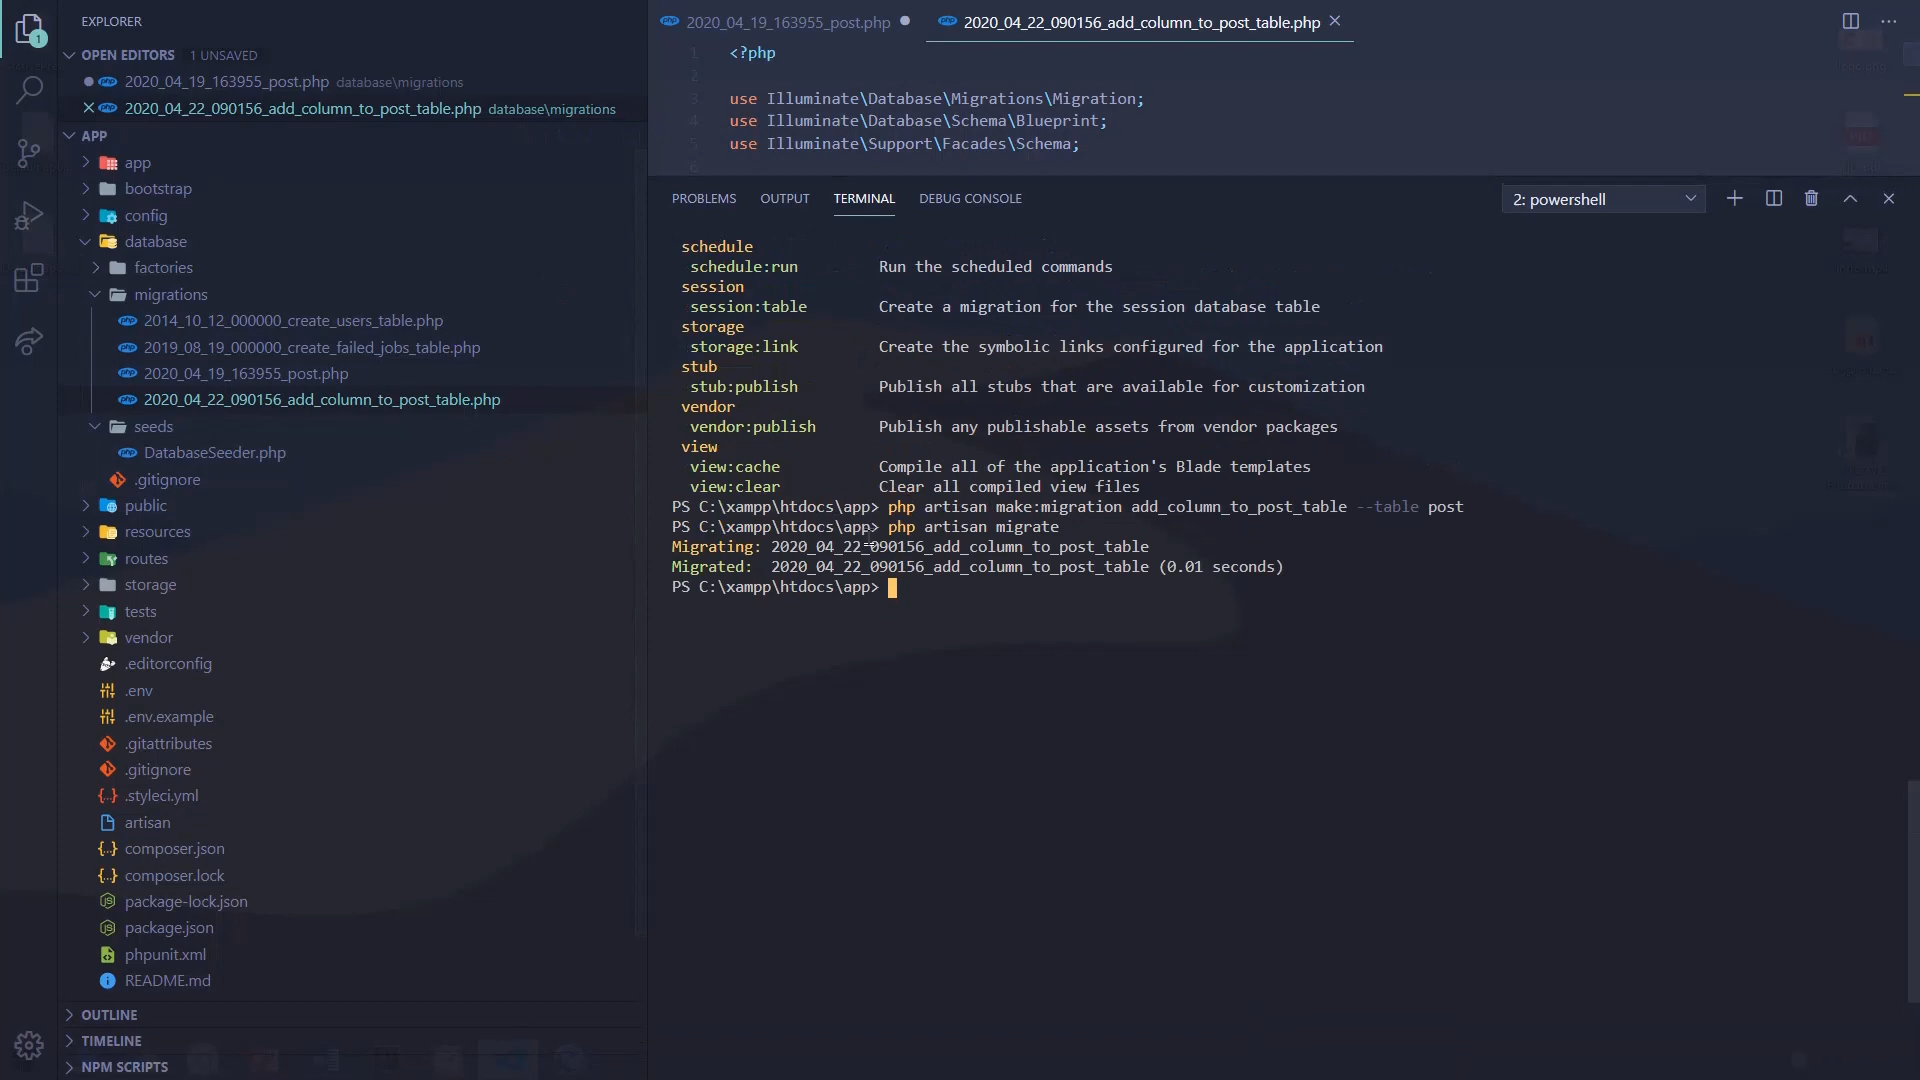 EXPLORER
OPEN EDITORS 1 UNSAVED
2020_04_19_163955_post.php database\migrations
2020_04_22_090156_add_column_to_post_table.php database\migrations
APP
app
bootstrap
config
database
factories
migrations
2014_10_12_000000_create_users_table.php
2019_08_19_000000_create_failed_jobs_table.php
2020_04_19_163955_post.php
2020_04_22_090156_add_column_to_post_table.php
seeds
DatabaseSeeder.php
.gitignore
public
resources
routes
storage
tests
vendor
.editorconfig
.env
.env.example
.gitattributes
.gitignore
.styleci.yml
artisan
composer.json
composer.lock
package-lock.json
package.json
phpunit.xml
README.md
OUTLINE
TIMELINE
NPM SCRIPTS
1
2020_04_19_163955_post.php
2020_04_22_090156_add_column_to_post_table.php
1 <?php
2
3 use Illuminate\Database\Migrations\Migration;
4 use Illuminate\Database\Schema\Blueprint;
5 use Illuminate\Support\Facades\Schema;
6
PROBLEMS OUTPUT TERMINAL DEBUG CONSOLE 2: powershell
schedule
schedule:run Run the scheduled commands
session
session:table Create a migration for the session database table
storage
storage:link Create the symbolic links configured for the application
stub
stub:publish Publish all stubs that are available for customization
vendor
vendor:publish Publish any publishable assets from vendor packages
view
view:cache Compile all of the application's Blade templates
view:clear Clear all compiled view files
PS C:\xampp\htdocs\app> php artisan make:migration add_column_to_post_table --table post
PS C:\xampp\htdocs\app> php artisan migrate
Migrating: 2020_04_22_090156_add_column_to_post_table
Migrated: 2020_04_22_090156_add_column_to_post_table (0.01 seconds)
PS C:\xampp\htdocs\app>